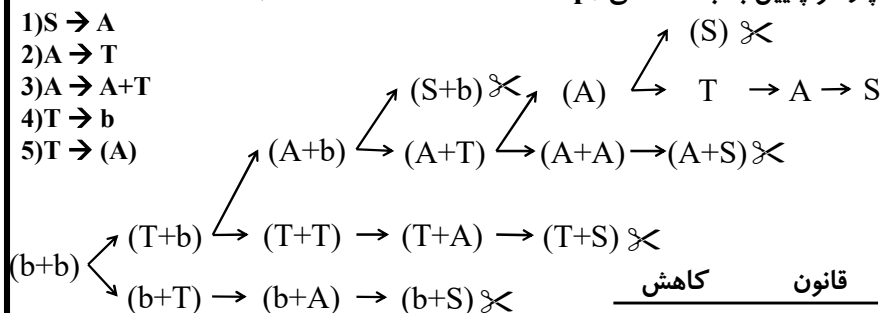 1)S → A
2)A → T
3)A → A+T
4)T → b
5)T → (A)
(S) ✂
(S+b) ✂ (A) T → A → S
(A+b) (A+T) (A+A) → (A+S) ✂
(T+b) (T+T) → (T+A) → (T+S) ✂
(b+b)
(b+T) → (b+A) → (b+S) ✂
قانون کاهش